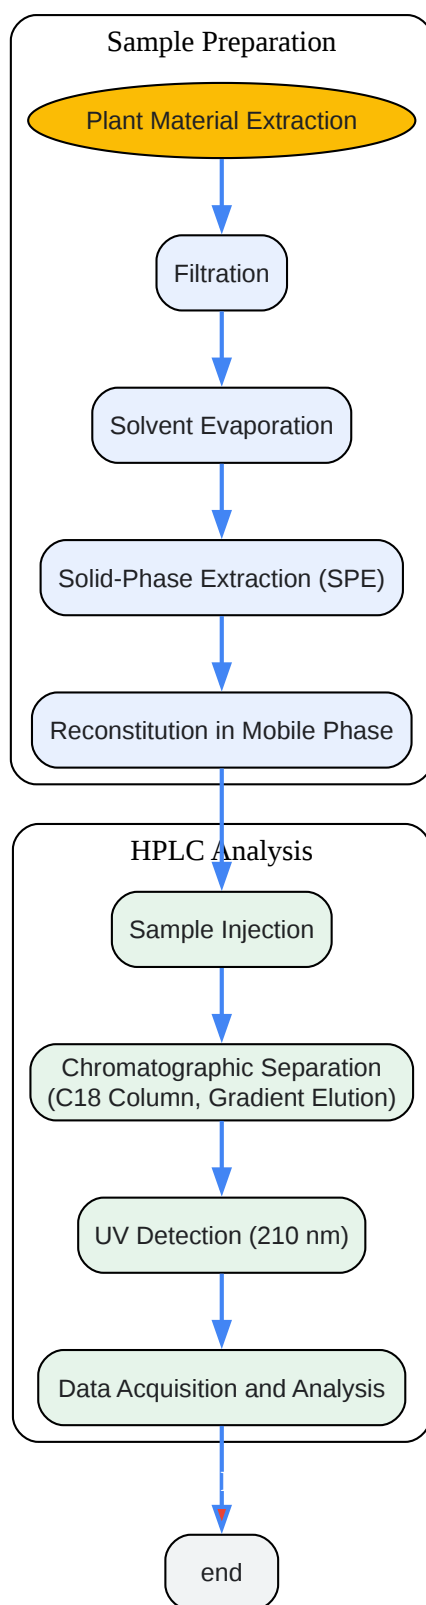 Sample Preparation
Plant Material Extraction
Filtration
Solvent Evaporation
Solid-Phase Extraction (SPE)
Reconstitution in Mobile Phase
HPLC Analysis
Sample Injection
Chromatographic Separation
(C18 Column, Gradient Elution)
UV Detection (210 nm)
Data Acquisition and Analysis
end